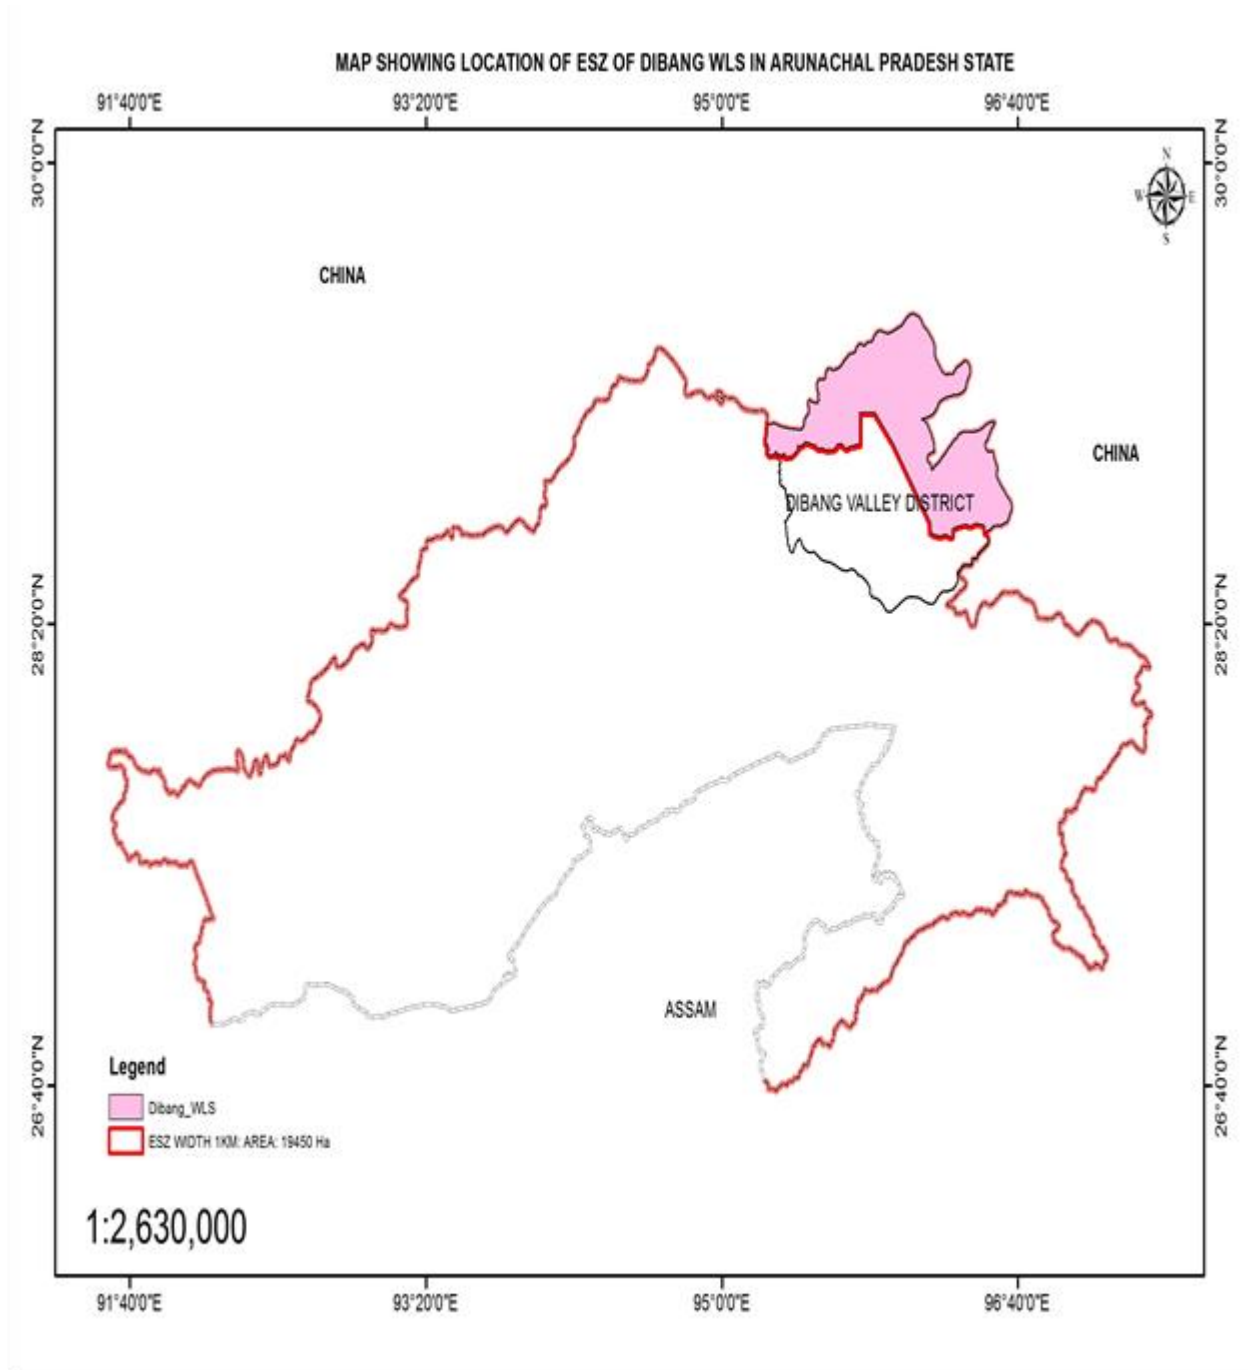 MAP SHOWING LOCATION OF ESZ OF DIBANG WLS IN ARUNACHAL PRADESH STATE
91°40'0"E 93°20'0"E 95°0'0"E 96°40'0"E
30°0'0"N 30°0'0"N
N
W E
S
CHINA
CHINA
DIBANG VALLEY DISTRICT
28°20'0"N 28°20'0"N
ASSAM
26°40'0"N 26°40'0"N
Legend
Dibang_WLS
ESZ WIDTH 1KM: AREA: 19450 Ha
1:2,630,000
91°40'0"E 93°20'0"E 95°0'0"E 96°40'0"E